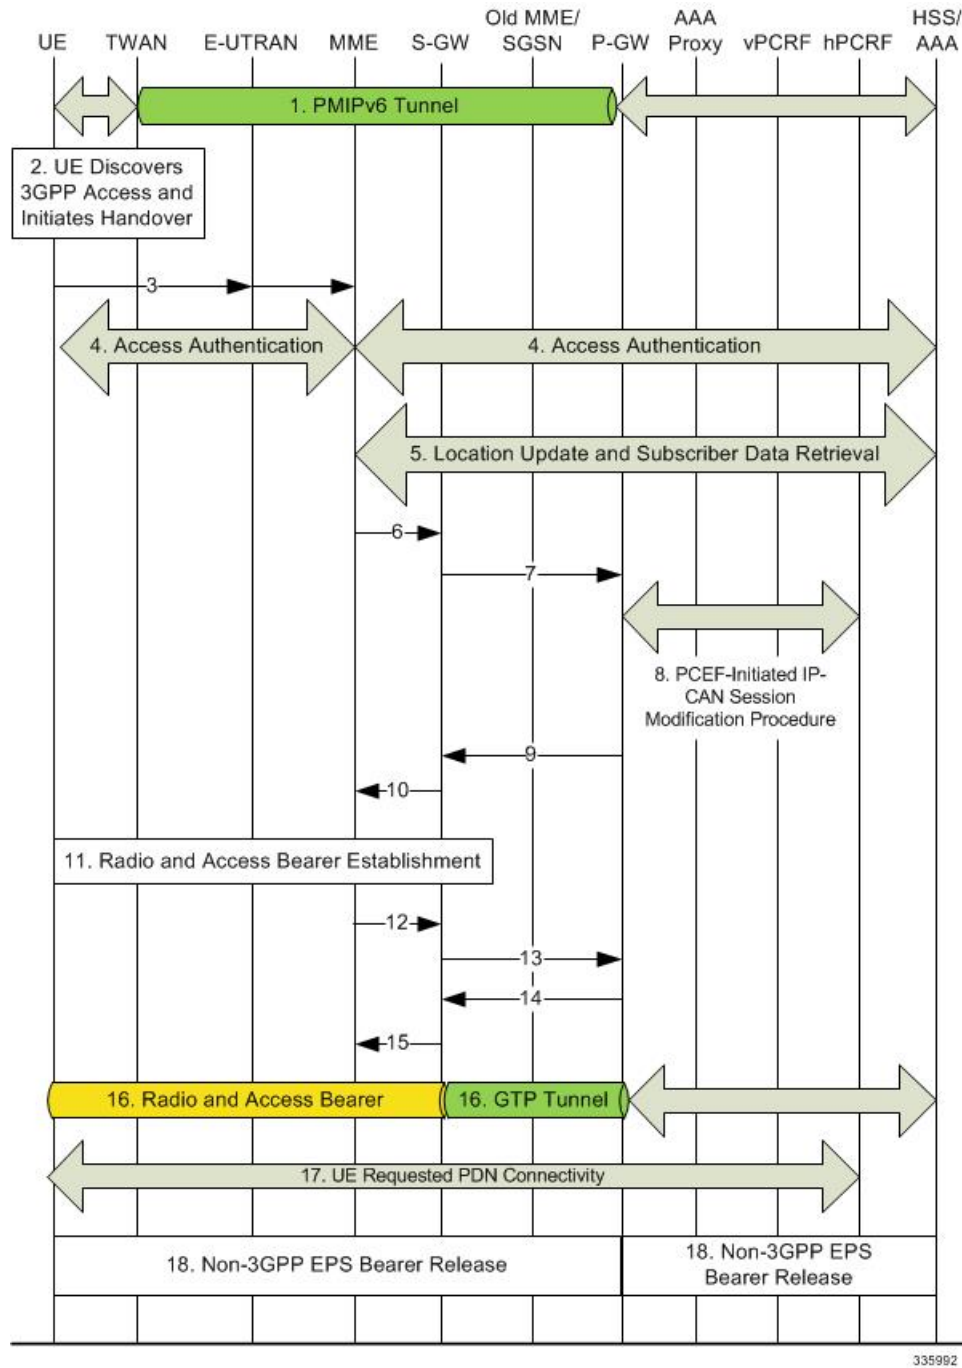 Old MME/ AAA HSS/
UE TWAN E-UTRAN MME S-GW SGSN P-GW Proxy vPCRF hPCRF AAA
1. PMIPv6 Tunnel
2. UE Discovers
3GPP Access and
Initiates Handover
3
4. Access Authentication 4. Access Authentication
5. Location Update and Subscriber Data Retrieval
6
7
8. PCEF-Initiated IP-
CAN Session
Modification Procedure
9
10
11. Radio and Access Bearer Establishment
12
13
14
15
16. Radio and Access Bearer 16. GTP Tunnel
17. UE Requested PDN Connectivity
18. Non-3GPP EPS Bearer Release
18. Non-3GPP EPS
Bearer Release
335992